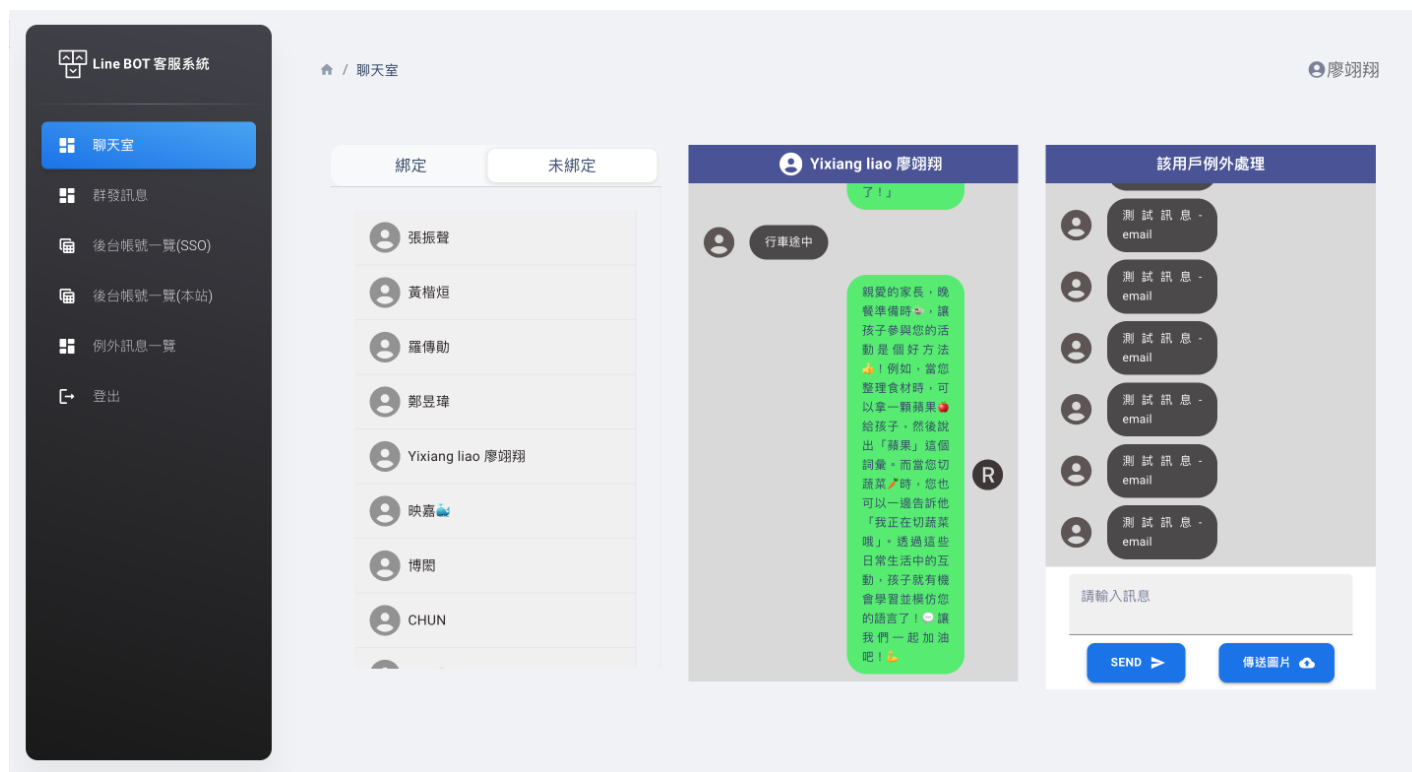 Line BOT 客服系統
聊天室
群發訊息
後台帳號一覽(SSO)
後台帳號一覽(本站)
例外訊息一覽
登出
/ 聊天室
廖翊翔
綁定
未綁定
張振聲
黃楷烜
羅傳勛
鄭昱瑋
Yixiang liao 廖翊翔
映嘉🐳
博閎
CHUN
Yixiang liao 廖翊翔
了！」
行車途中
親愛的家長，晚
餐準備時🍲，讓
孩子參與您的活
動是個好方法
👍！例如，當您
整理食材時，可
以拿一顆蘋果🍎
給孩子，然後說
出「蘋果」這個
詞彙。而當您切
蔬菜🥕時，您也
可以一邊告訴他
「我正在切蔬菜
哦」。透過這些
日常生活中的互
動，孩子就有機
會學習並模仿您
的語言了！💬 讓
我們一起加油
吧！💪
R
該用戶例外處理
測試訊息-
email
測試訊息-
email
測試訊息-
email
測試訊息-
email
測試訊息-
email
測試訊息-
email
請輸入訊息
SEND
傳送圖片